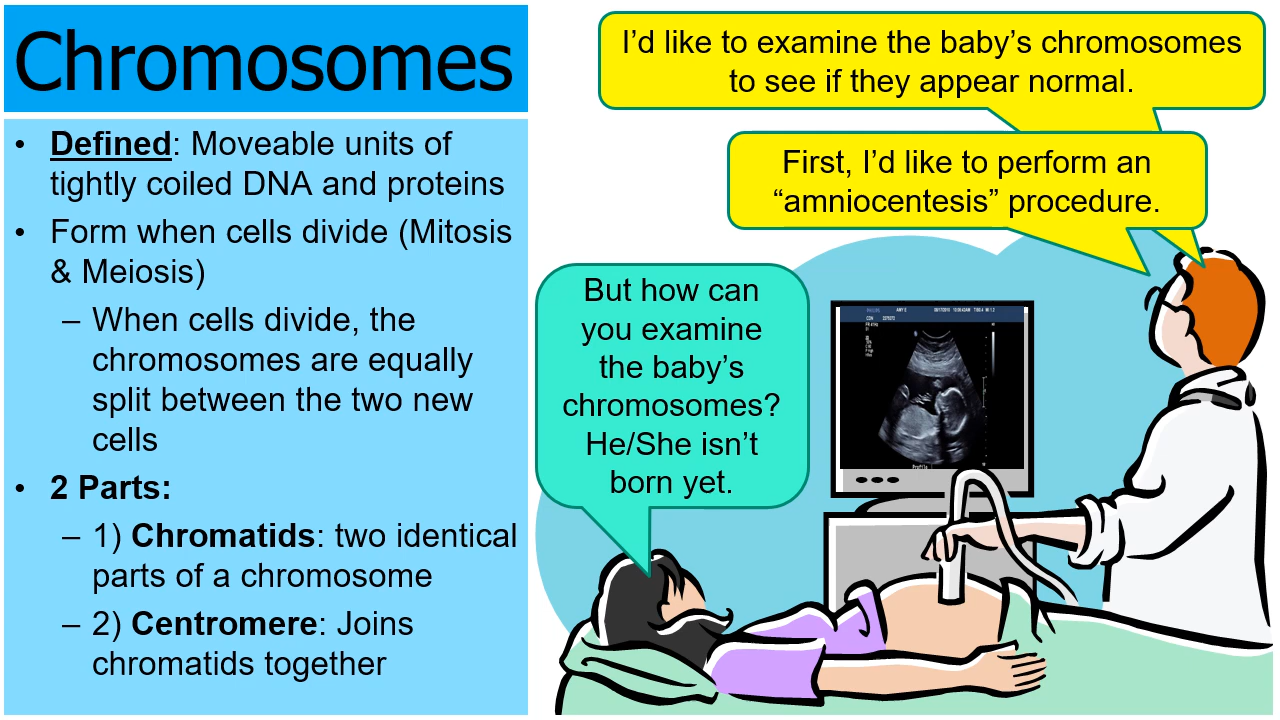 Chromosomes
• Defined: Moveable units of
tightly coiled DNA and proteins
• Form when cells divide (Mitosis
& Meiosis)
– When cells divide, the
chromosomes are equally
split between the two new
cells
• 2 Parts:
– 1) Chromatids: two identical
parts of a chromosome
– 2) Centromere: Joins
chromatids together
I’d like to examine the baby’s chromosomes
to see if they appear normal.
First, I’d like to perform an
“amniocentesis” procedure.
But how can
you examine
the baby’s
chromosomes?
He/She isn’t
born yet.
Profile